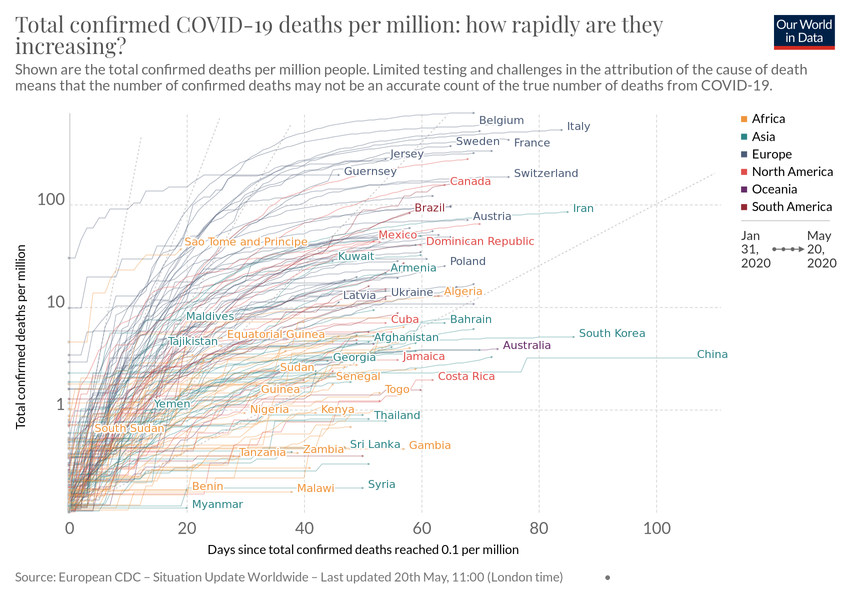 Total confirmed COVID-19 deaths per million: how rapidly are they
increasing?
Our World
in Data
Shown are the total confirmed deaths per million people. Limited testing and challenges in the attribution of the cause of death
means that the number of confirmed deaths may not be an accurate count of the true number of deaths from COVID-19.
Total confirmed deaths per million
100
10
1
Belgium
Italy
Sweden
France
Jersey
Guernsey
Switzerland
Canada
Brazil
Iran
Austria
Mexico
Sao Tome and Principe
Dominican Republic
Kuwait
Poland
Armenia
Latvia
Ukraine
Algeria
Maldives
Cuba
Bahrain
Equatorial Guinea
South Korea
Tajikistan
Afghanistan
Australia
Georgia
Jamaica
China
Sudan
Senegal
Costa Rica
Guinea
Togo
Yemen
Nigeria
Kenya
Thailand
South Sudan
Sri Lanka
Gambia
Tanzania
Zambia
Benin
Malawi
Syria
Myanmar
0
20
40
60
80
100
Days since total confirmed deaths reached 0.1 per million
Africa
Asia
Europe
North America
Oceania
South America
Jan
31,
2020
May
20,
2020
Source: European CDC – Situation Update Worldwide – Last updated 20th May, 11:00 (London time)